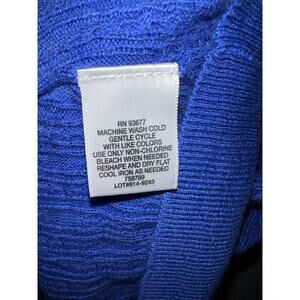 RN 93677
MACHINE WASH COLD
GENTLE CYCLE
WITH LIKE COLORS
USE ONLY NON-CHLORINE
BLEACH WHEN NEEDED
RESHAPE AND DRY FLAT
COOL IRON AS NEEDED
758789
LOT#814-9243